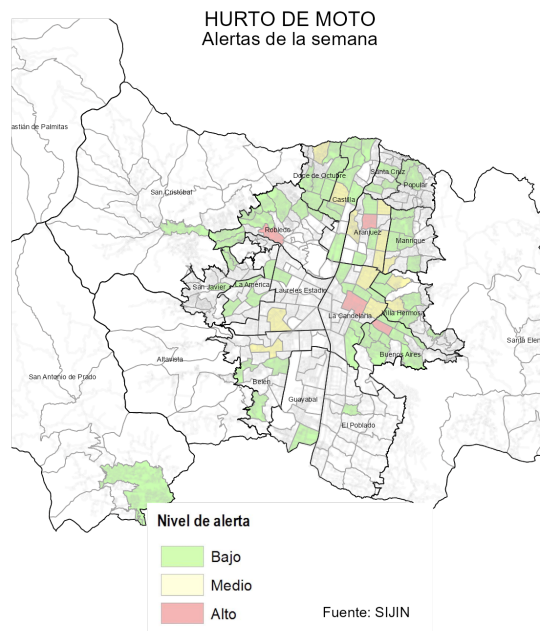 HURTO DE MOTO
Alertas de la semana
astián de Palmitas
Doce de Octubre
Santa Cruz
Popular
San Cristóbal
Castilla
Robledo
Aranjuez
Manrique
San Javier
La América
Laureles Estadio
La Candelaria
Villa Hermosa
Santa Elen
Altavista
Buenos Aires
San Antonio de Prado
Belén
Guayabal
El Poblado
Nivel de alerta
Bajo
Medio
Alto
Fuente: SIJIN